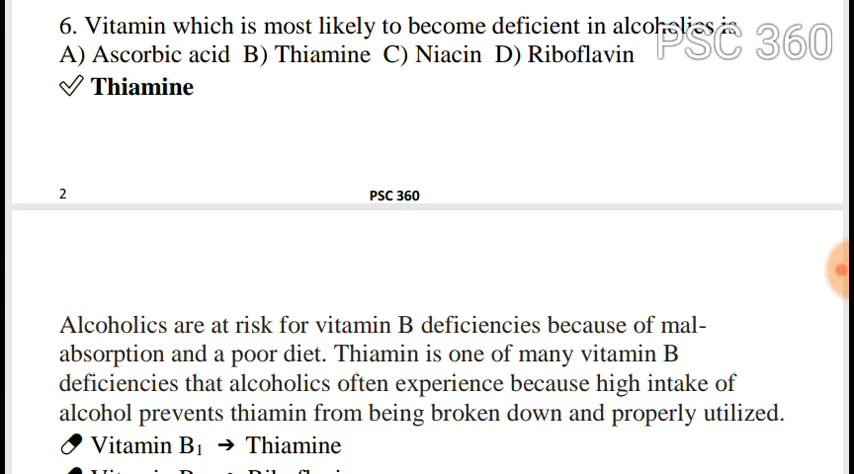 6. Vitamin which is most likely to become deficient in alcoholics is
PSC 360
A) Ascorbic acid B) Thiamine C) Niacin D) Riboflavin
Thiamine
2
PSC 360
Alcoholics are at risk for vitamin B deficiencies because of mal-
absorption and a poor diet. Thiamin is one of many vitamin B
deficiencies that alcoholics often experience because high intake of
alcohol prevents thiamin from being broken down and properly utilized.
Vitamin B₁ ➔ Thiamine